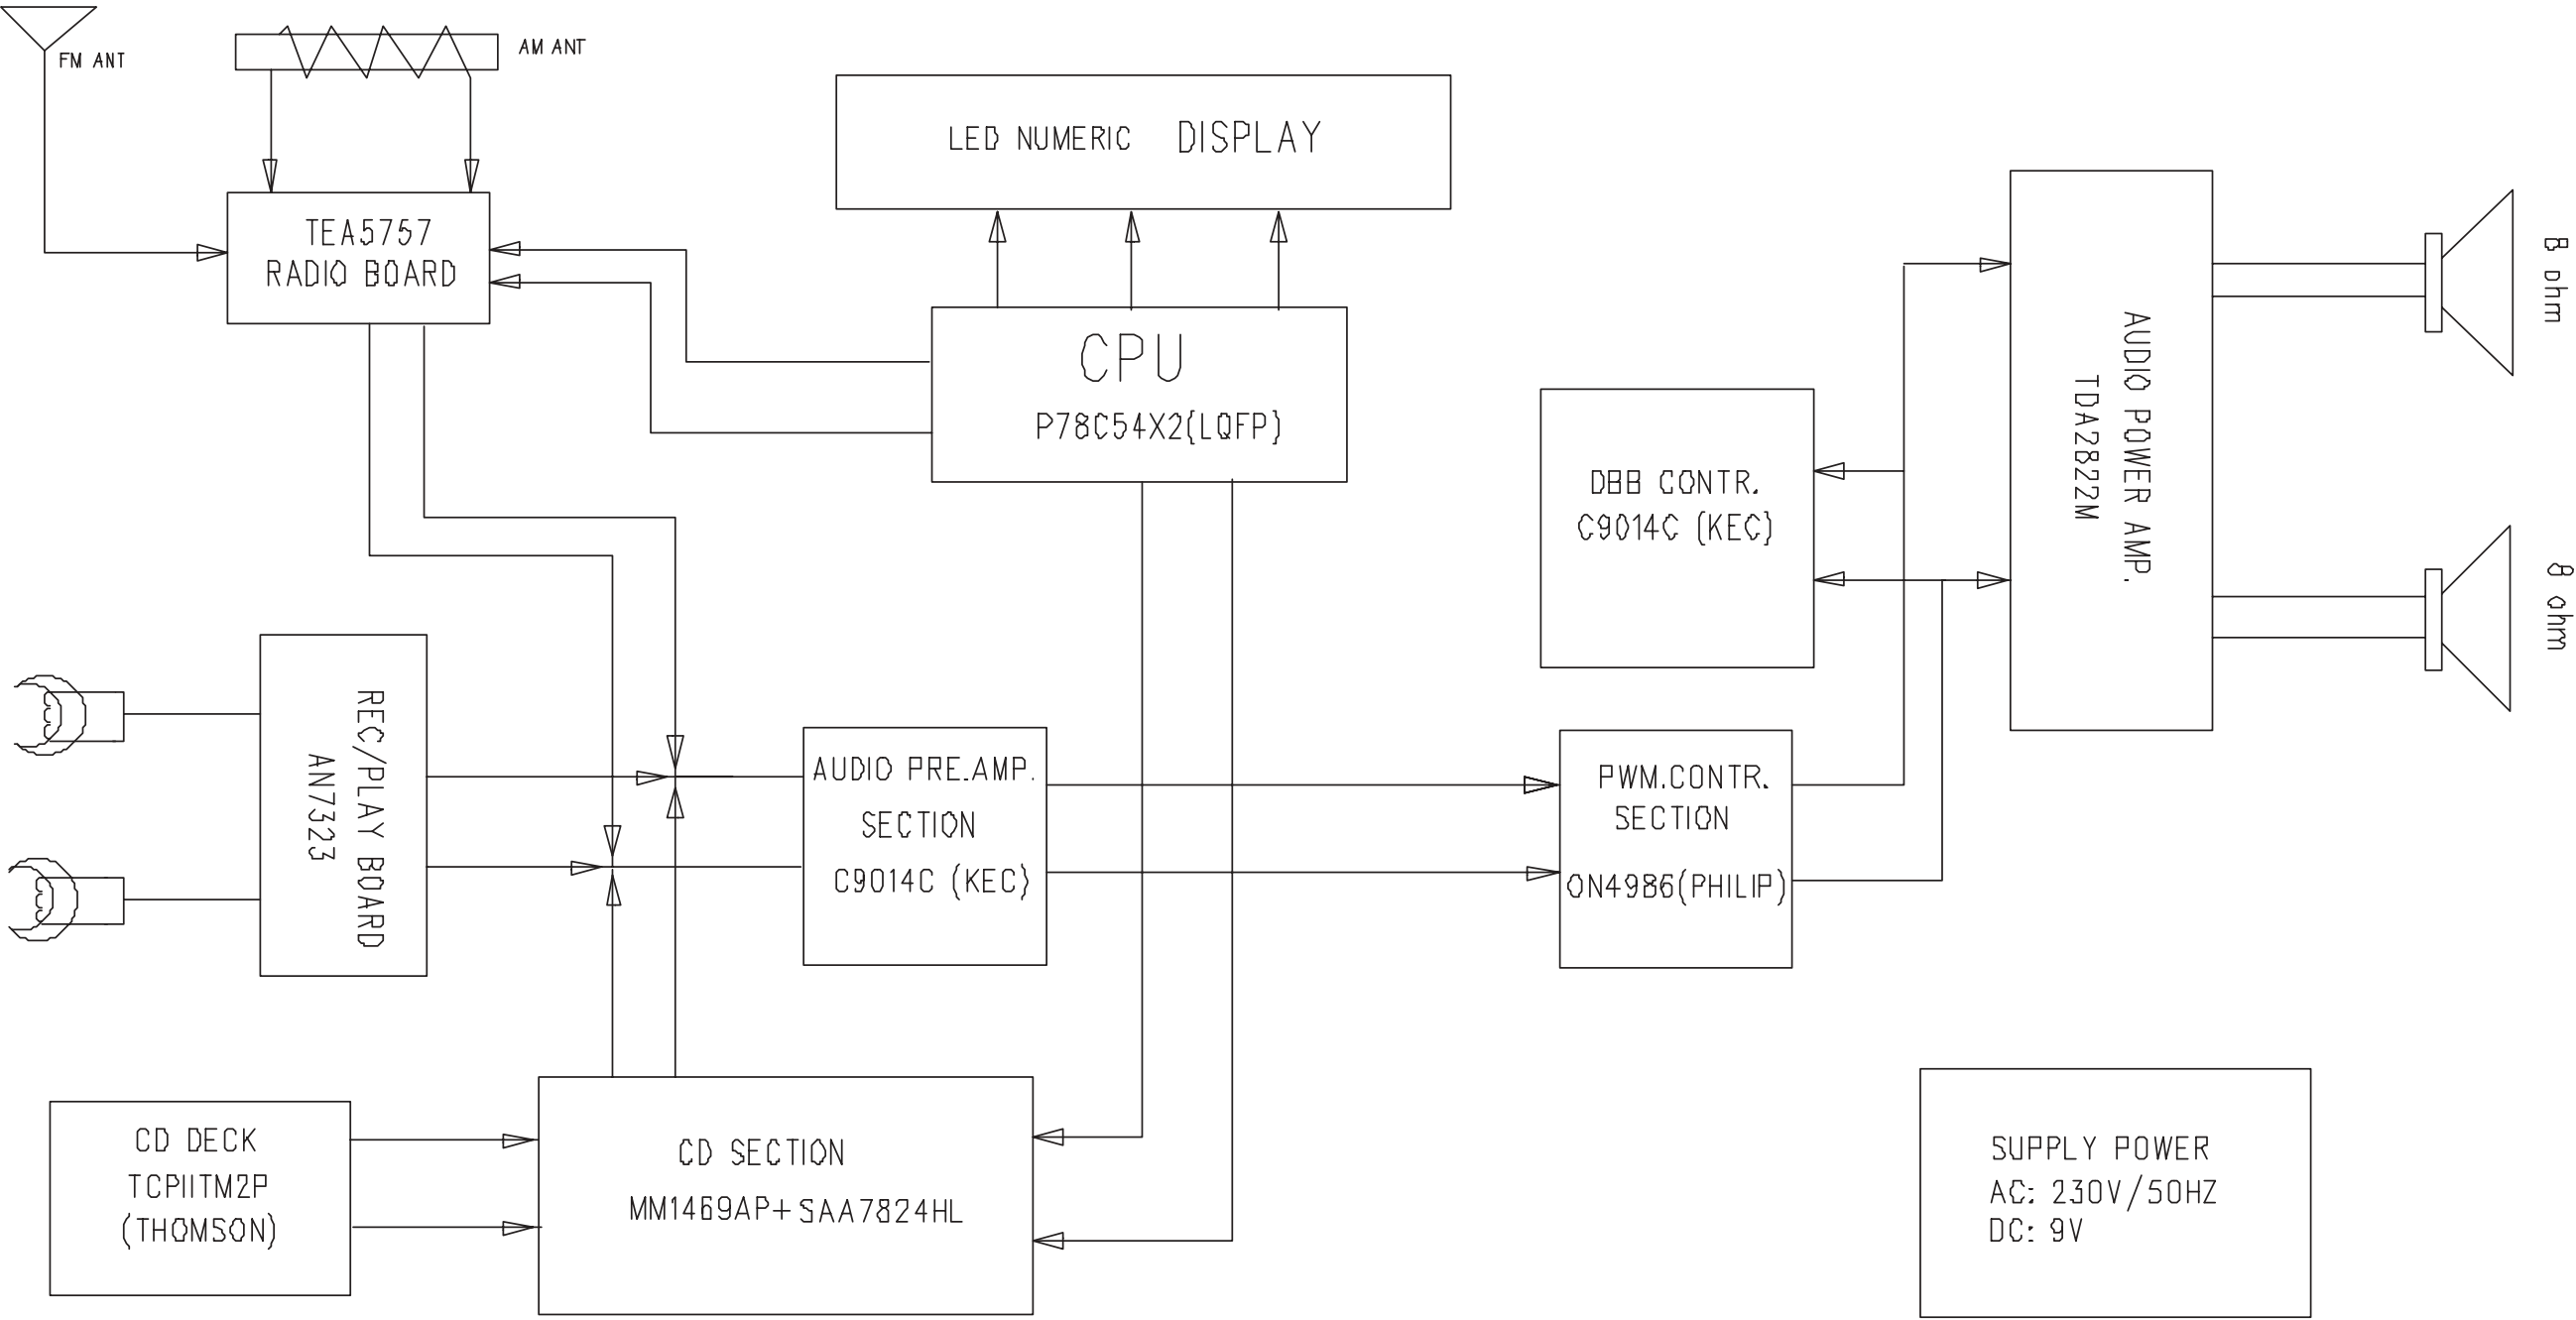 FM ANT
AM ANT
LED NUMERIC DISPLAY
TEA5757
RADIO BOARD
CPU
P78C54X2(LQFP)
DBB CONTR.
C9014C (KEC)
AUDIO POWER AMP.
TDA2822M
8 ohm
8 ohm
REC/PLAY BOARD
AN7323
AUDIO PRE.AMP.
SECTION
C9014C (KEC)
PWM.CONTR.
SECTION
ON4986(PHILIP)
CD DECK
TCPIITM2P
(THOMSON)
CD SECTION
MM1469AP+SAA7824HL
SUPPLY POWER
AC: 230V/50HZ
DC: 9V